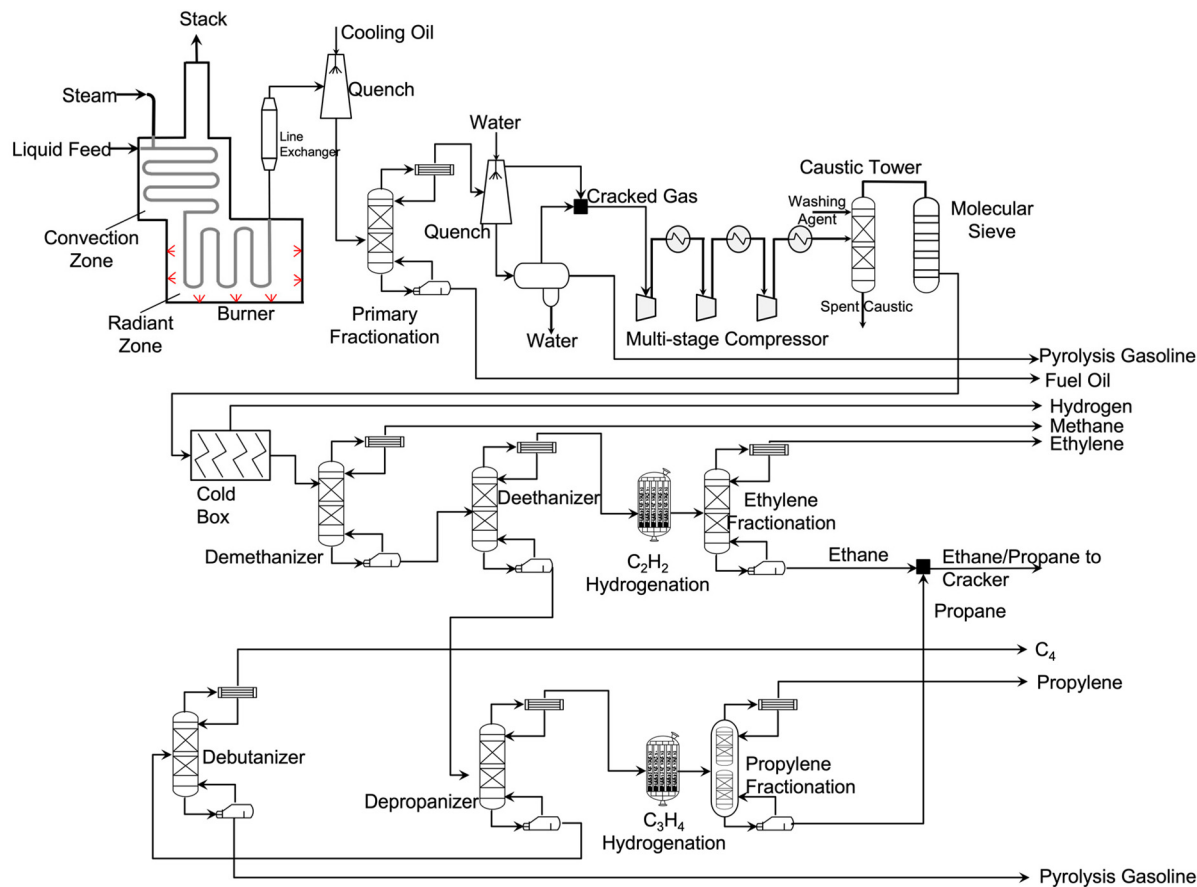 Stack
Cooling Oil
Steam
Quench
Liquid Feed
Line
Exchanger
Water
Caustic Tower
Cracked Gas
Washing
Agent
Molecular
Sieve
Convection
Zone
Quench
Radiant
Zone
Burner
Primary
Fractionation
Water
Multi-stage Compressor
Spent Caustic
Pyrolysis Gasoline
Fuel Oil
Hydrogen
Methane
Ethylene
Cold
Box
Deethanizer
Ethylene
Fractionation
Demethanizer
C₂H₂
Hydrogenation
Ethane
Ethane/Propane to
Cracker
Propane
C₄
Propylene
Debutanizer
Depropanizer
Propylene
Fractionation
C₃H₄
Hydrogenation
Pyrolysis Gasoline